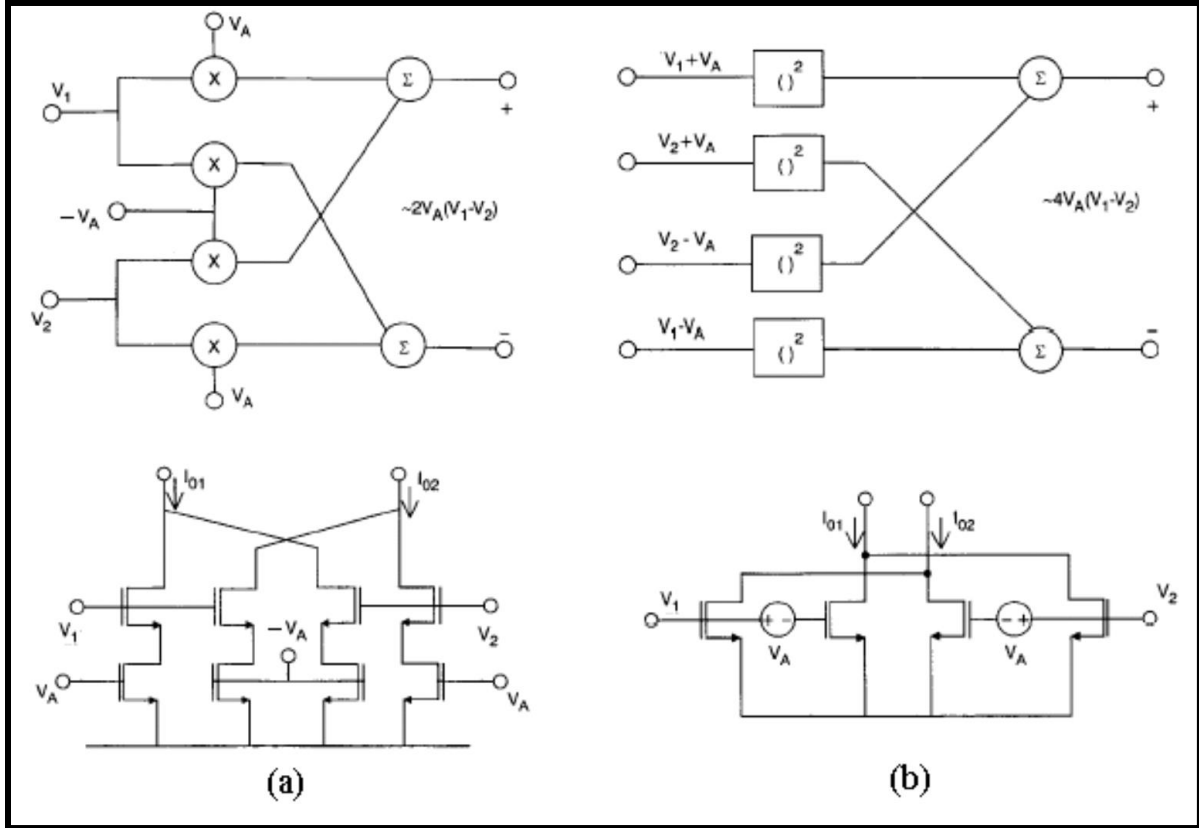 V_A
X
Σ
V_1
+
X
-V_A
~2V_A(V_1-V_2)
X
V_2
X
Σ
-
V_A
V_1+V_A
( )^2
Σ
+
V_2+V_A
( )^2
~4V_A(V_1-V_2)
V_2 - V_A
( )^2
V_1-V_A
( )^2
Σ
-
I_01
I_02
V_1
-V_A
V_2
V_A
V_A
(a)
I_01
I_02
V_1
+ -
V_A
- +
V_A
V_2
(b)